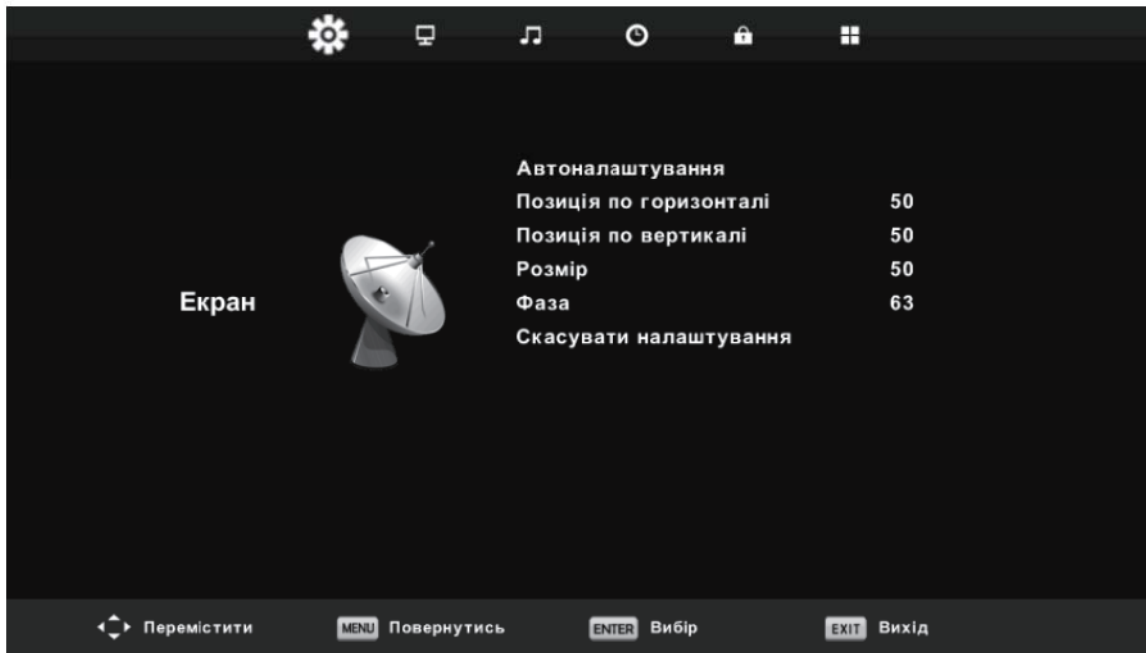 Автоналаштування
Позиція по горизонталі 50
Позиція по вертикалі 50
Розмір 50
Екран
Фаза 63
Скасувати налаштування
Перемістити MENU Повернутись ENTER Вибір EXIT Вихід